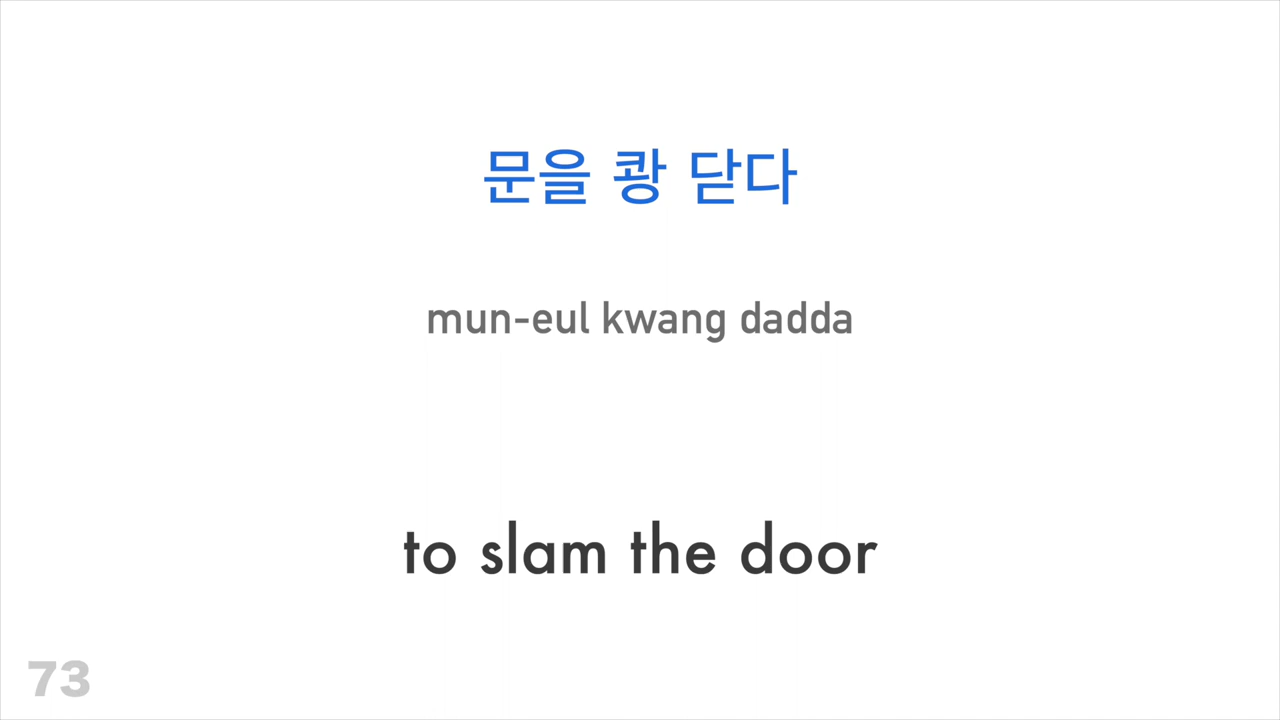 문을 쾅 닫다
mun-eul kwang dadda
to slam the door
73